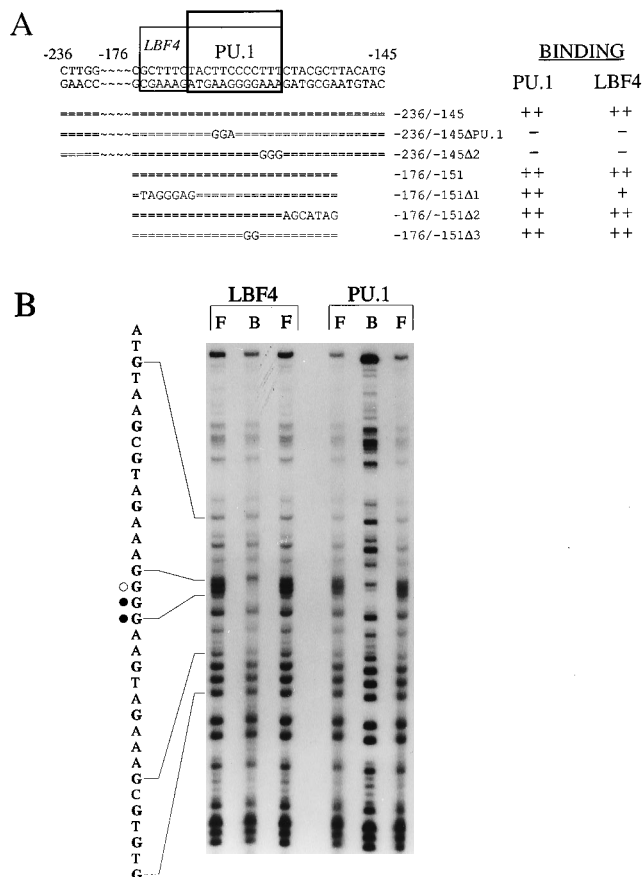 A
LBF4 PU.1
-236 -176 -145
CTTGG~~~~CGCTTTCTACTTCCCCTTTCTACGCTTACATG
GAACC~~~~GCGAAAGATGAAGGGGAAAGATGCGAATGTAC
BINDING
PU.1 LBF4
-236/-145 ++ ++
GGA -236/-145ΔPU.1 - -
GGG -236/-145Δ2 - -
-176/-151 ++ ++
TAGGGAG -176/-151Δ1 ++ +
AGCATAG -176/-151Δ2 ++ ++
GG -176/-151Δ3 ++ ++
B
LBF4 PU.1
F B F F B F
A
T
G
T
A
A
G
C
G
T
A
G
A
A
A
G
G
G
G
A
A
G
T
A
G
A
A
A
G
C
G
T
G
T
G